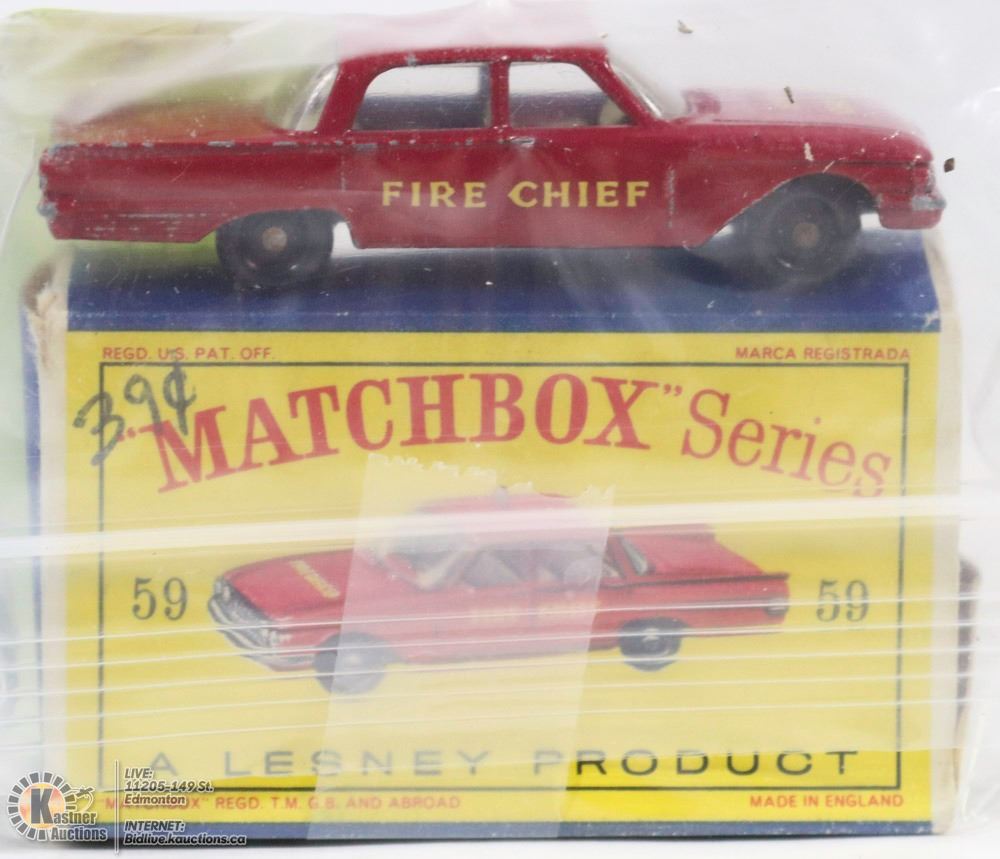 FIRE CHIEF
REGD. U.S. PAT. OFF.
MARCA REGISTRADA
39¢
"MATCHBOX" Series
59
59
A LESNEY PRODUCT
"MATCHBOX" REGD. T.M. G.B. AND ABROAD
MADE IN ENGLAND
K
Kastner
Auctions
LIVE:
11205-149 St.
Edmonton
INTERNET:
Bidlive.kauctions.ca